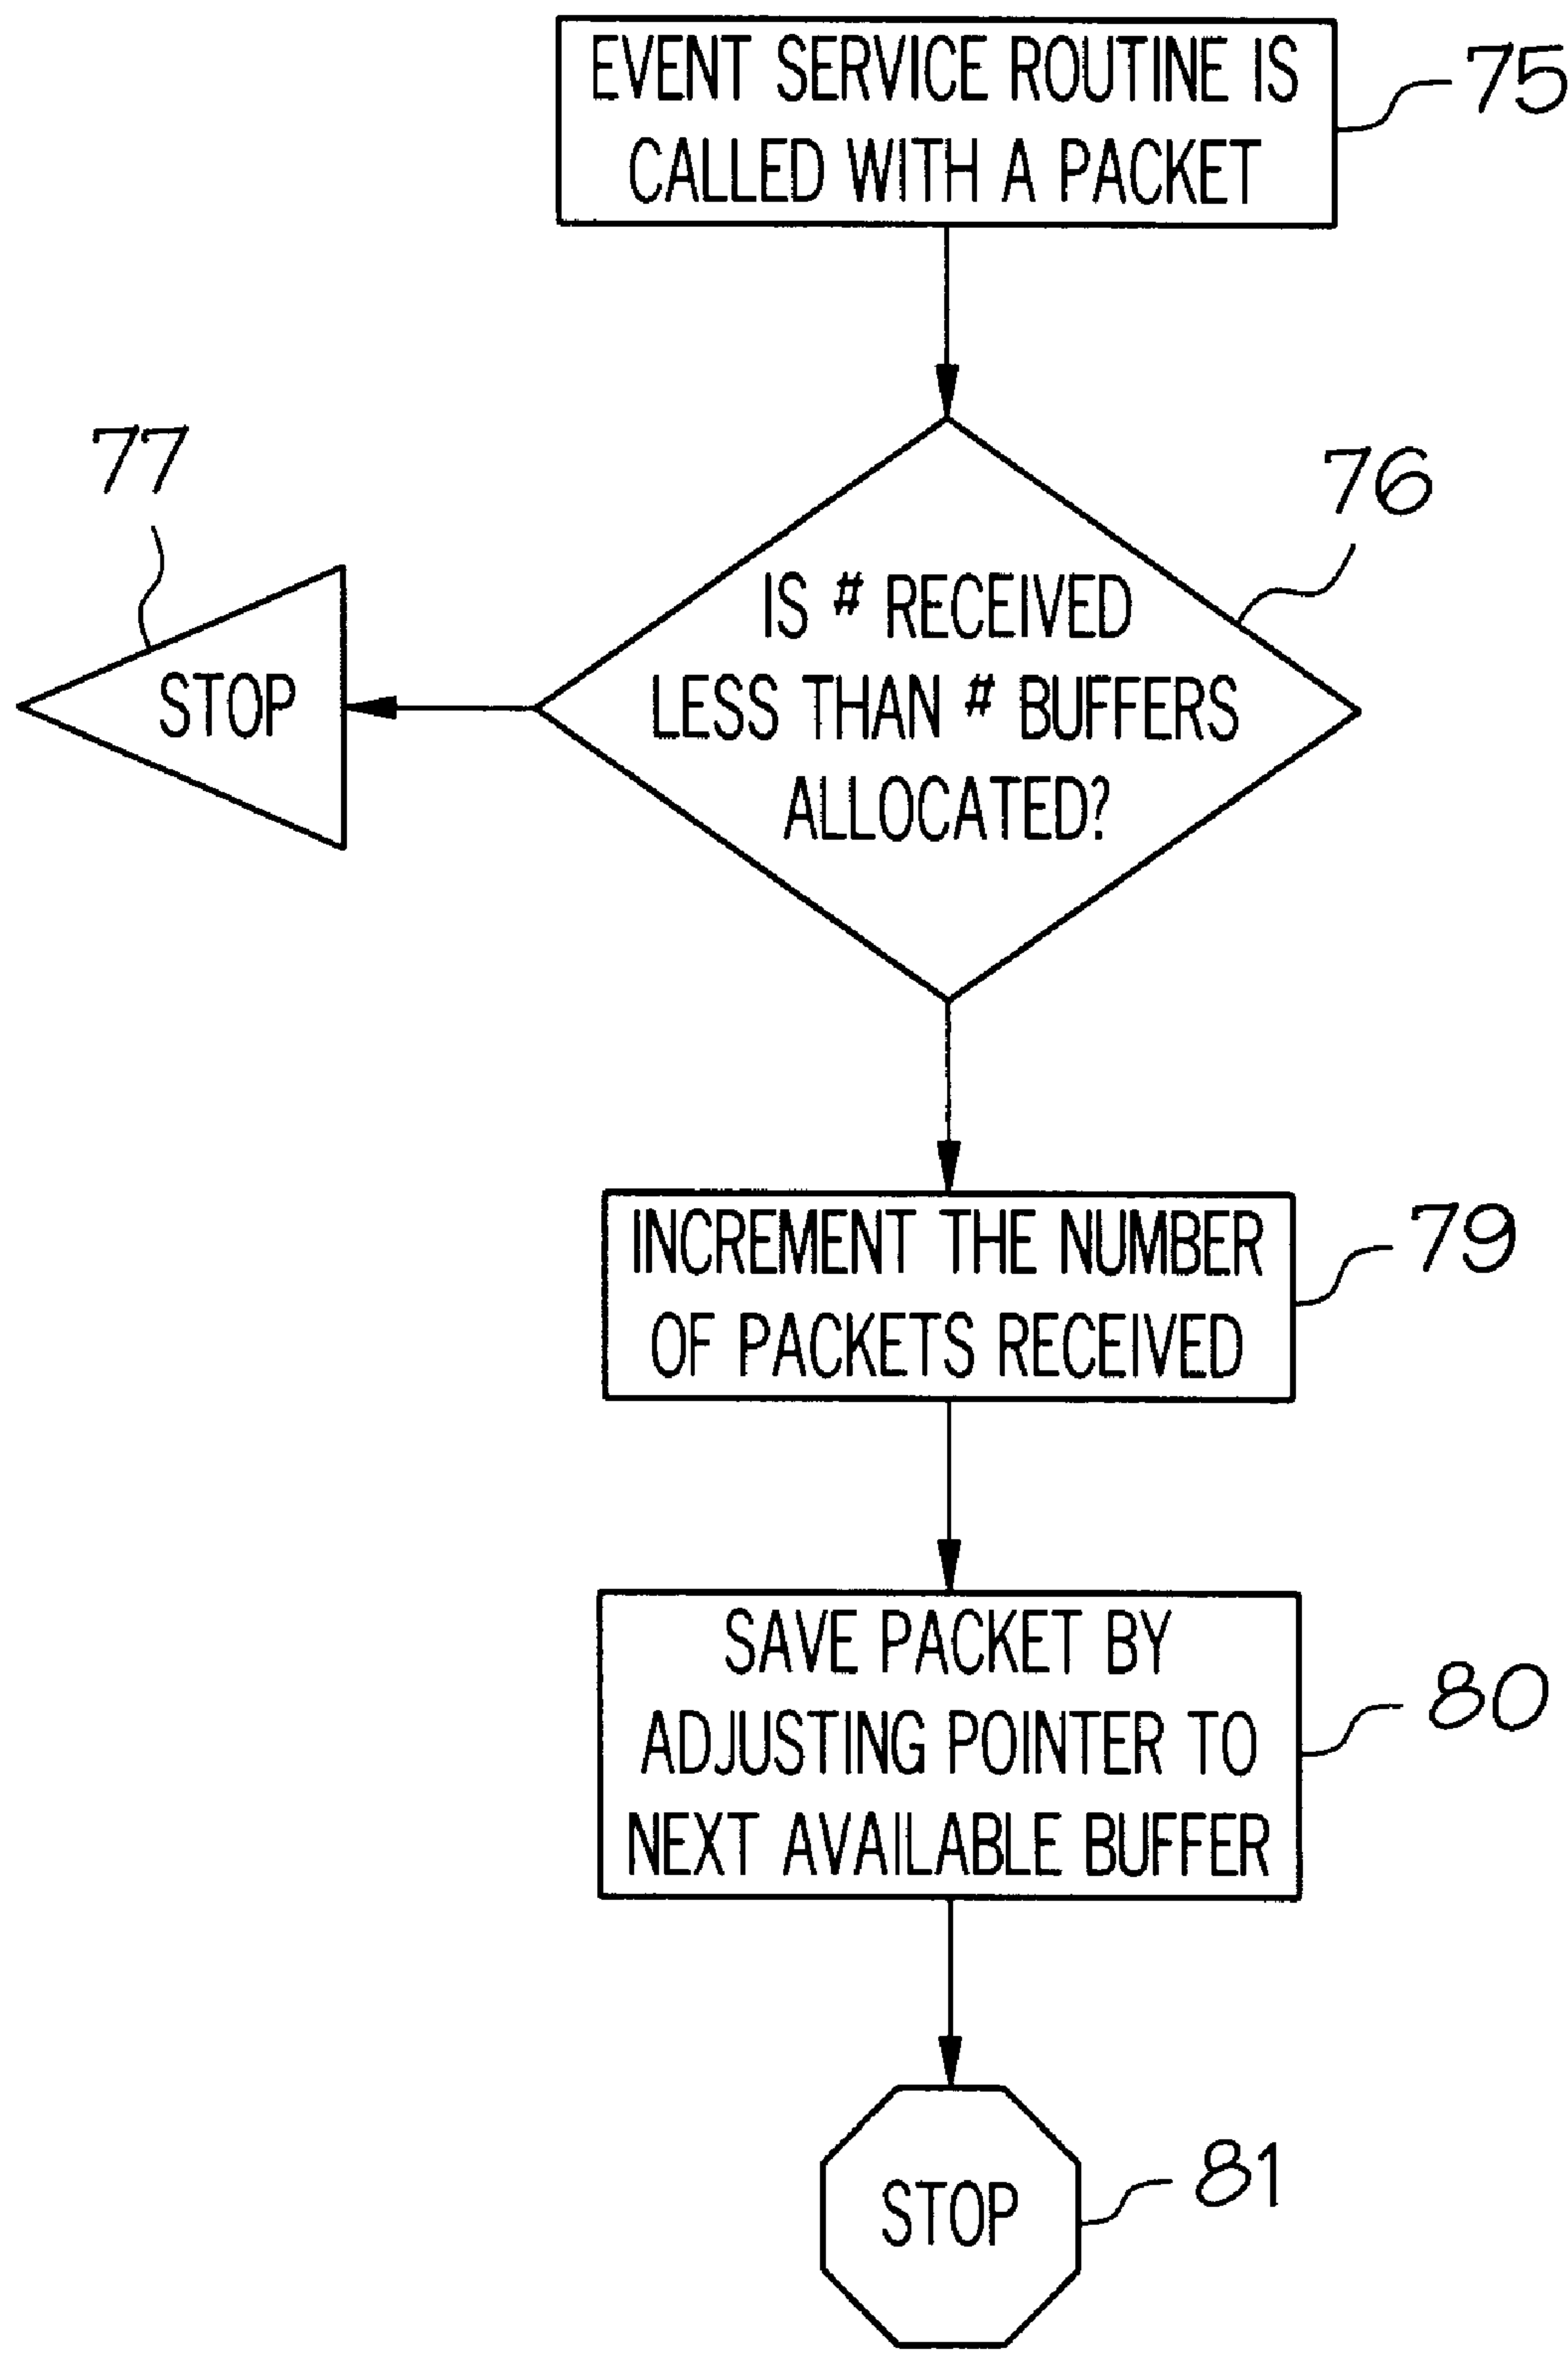 EVENT SERVICE ROUTINE IS
CALLED WITH A PACKET
75
77
76
IS # RECEIVED
LESS THAN # BUFFERS
ALLOCATED?
STOP
INCREMENT THE NUMBER
OF PACKETS RECEIVED
79
SAVE PACKET BY
ADJUSTING POINTER TO
NEXT AVAILABLE BUFFER
80
STOP
81